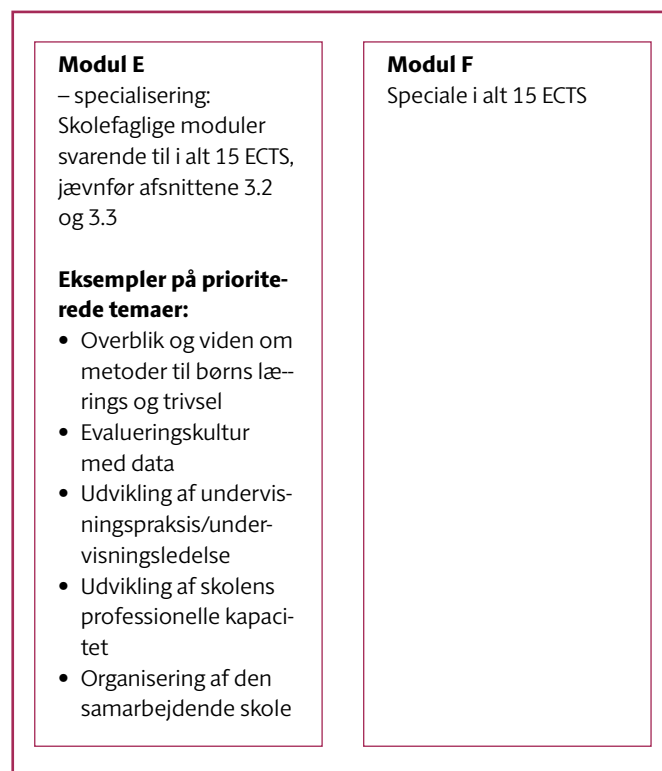 Modul E
– specialisering:
Skolefaglige moduler
svarende til i alt 15 ECTS,
jævnfør afsnittene 3.2
og 3.3
Eksempler på priorite-
rede temaer:
• Overblik og viden om
metoder til børns læ--
rings og trivsel
• Evalueringskultur
med data
• Udvikling af undervis-
ningspraksis/under-
visningsledelse
• Udvikling af skolens
professionelle kapaci-
tet
• Organisering af den
samarbejdende skole
Modul F
Speciale i alt 15 ECTS